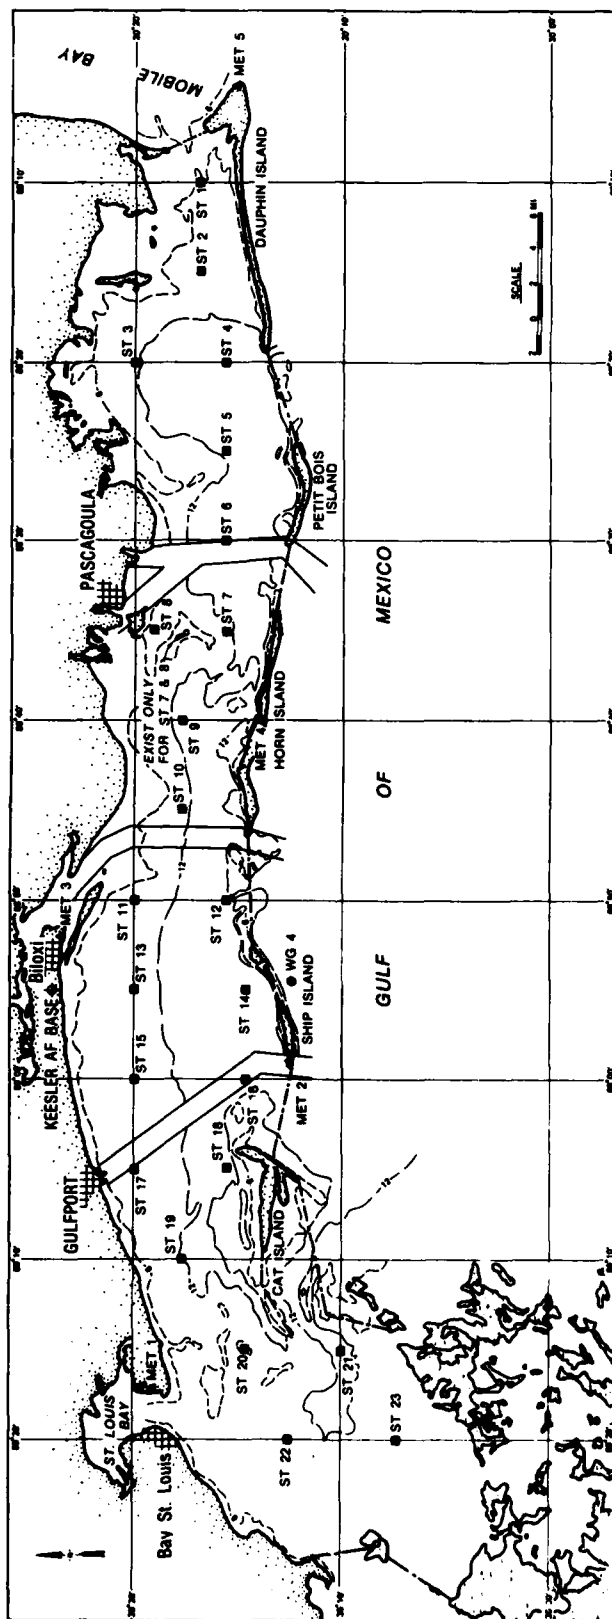 MOBILE
BAY
MET 5
ST 1
ST 2
DAUPHIN ISLAND
SCALE
ST 3
ST 4
ST 5
PETIT BOIS
ISLAND
PASCAGOULA
ST 6
ST 8
ST 7
EXIST ONLY
FOR ST 7 & 8
ST 9
MET 4
HORN ISLAND
ST 10
12
MET 3
ST 11
ST 12
Biloxi
ST 13
KEESLER AF BASE
ST 14
WG 4
SHIP ISLAND
ST 15
ST 16
MET 2
GULFPORT
ST 17
ST 18
ST 19
CAT ISLAND
MET 1
ST 20
ST 21
ST. LOUIS
BAY
Bay St. Louis
ST 22
ST 23
GULF
OF
MEXICO